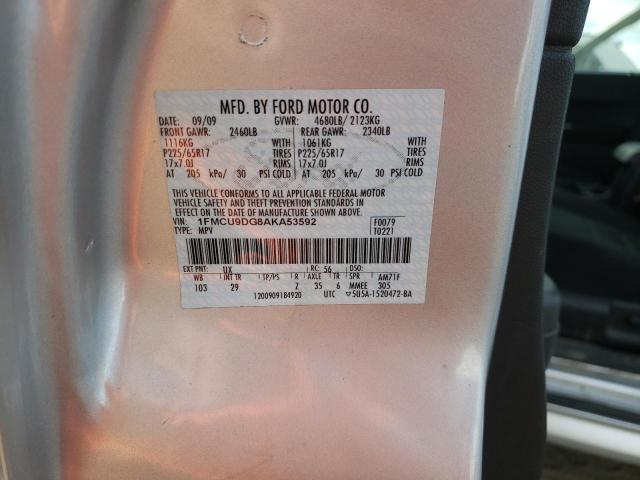 MFD. BY FORD MOTOR CO.
DATE: 09/09 GVWR: 4680LB/ 2123KG
FRONT GAWR: 2460LB REAR GAWR: 2340LB
1116KG WITH 1061KG WITH
P225/65R17 TIRES P225/65R17 TIRES
17x7.0J RIMS 17x7.0J RIMS
AT 205 kPa/ 30 PSI COLD AT 205 kPa/ 30 PSI COLD
THIS VEHICLE CONFORMS TO ALL APPLICABLE FEDERAL MOTOR
VEHICLE SAFETY AND THEFT PREVENTION STANDARDS IN EFFECT
ON THE DATE OF MANUFACTURE SHOWN ABOVE.
VIN: 1FMCU9DG8AKA53592 F0079
TYPE: MPV T0221
EXT PNT: UX RC: 56 DSO:
WB INT TR TP/PS R AXLE TR SPR AM71F
103 29 Z 35 6 MMEE 305
1200909184920 UTC ▽5U5A-1520472-BA